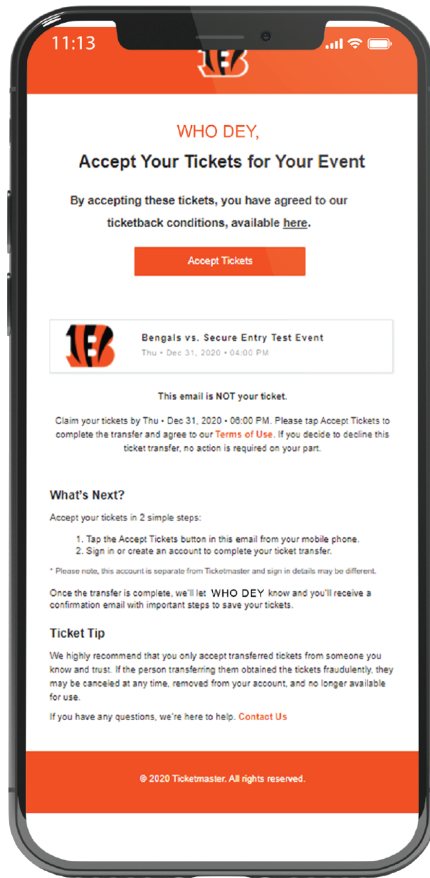 11:13
WHO DEY,
Accept Your Tickets for Your Event
By accepting these tickets, you have agreed to our
ticketback conditions, available here.
Accept Tickets
Bengals vs. Secure Entry Test Event
Thu • Dec 31, 2020 • 04:00 PM
This email is NOT your ticket.
Claim your tickets by Thu • Dec 31, 2020 • 06:00 PM. Please tap Accept Tickets to
complete the transfer and agree to our Terms of Use. If you decide to decline this
ticket transfer, no action is required on your part.
What's Next?
Accept your tickets in 2 simple steps:
1. Tap the Accept Tickets button in this email from your mobile phone.
2. Sign in or create an account to complete your ticket transfer.
* Please note, this account is separate from Ticketmaster and sign in details may be different.
Once the transfer is complete, we'll let WHO DEY know and you'll receive a
confirmation email with important steps to save your tickets.
Ticket Tip
We highly recommend that you only accept transferred tickets from someone you
know and trust. If the person transferring them obtained the tickets fraudulently, they
may be canceled at any time, removed from your account, and no longer available
for use.
If you have any questions, we're here to help. Contact Us
© 2020 Ticketmaster. All rights reserved.